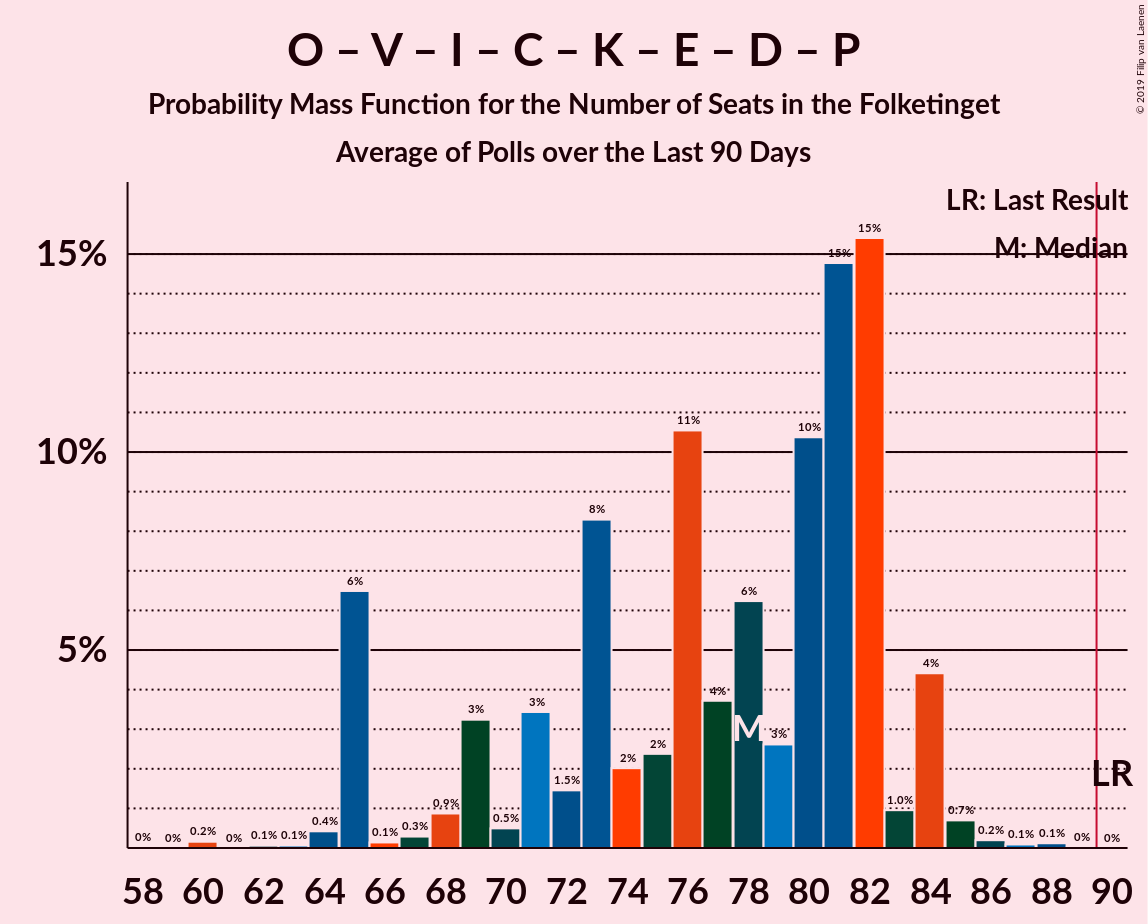 O – V – I – C – K – E – D – P
Probability Mass Function for the Number of Seats in the Folketinget
Average of Polls over the Last 90 Days
© 2019 Filip van Laenen
LR: Last Result
M: Median
15%
10%
5%
0% 0% 0.2% 0% 0.1% 0.1% 0.4% 6% 0.1% 0.3% 0.9% 3% 0.5% 3% 1.5% 8% 2% 2% 11% 4% 6% 3% 10% 15% 15% 1.0% 4% 0.7% 0.2% 0.1% 0.1% 0% 0%
M
LR
58 60 62 64 66 68 70 72 74 76 78 80 82 84 86 88 90